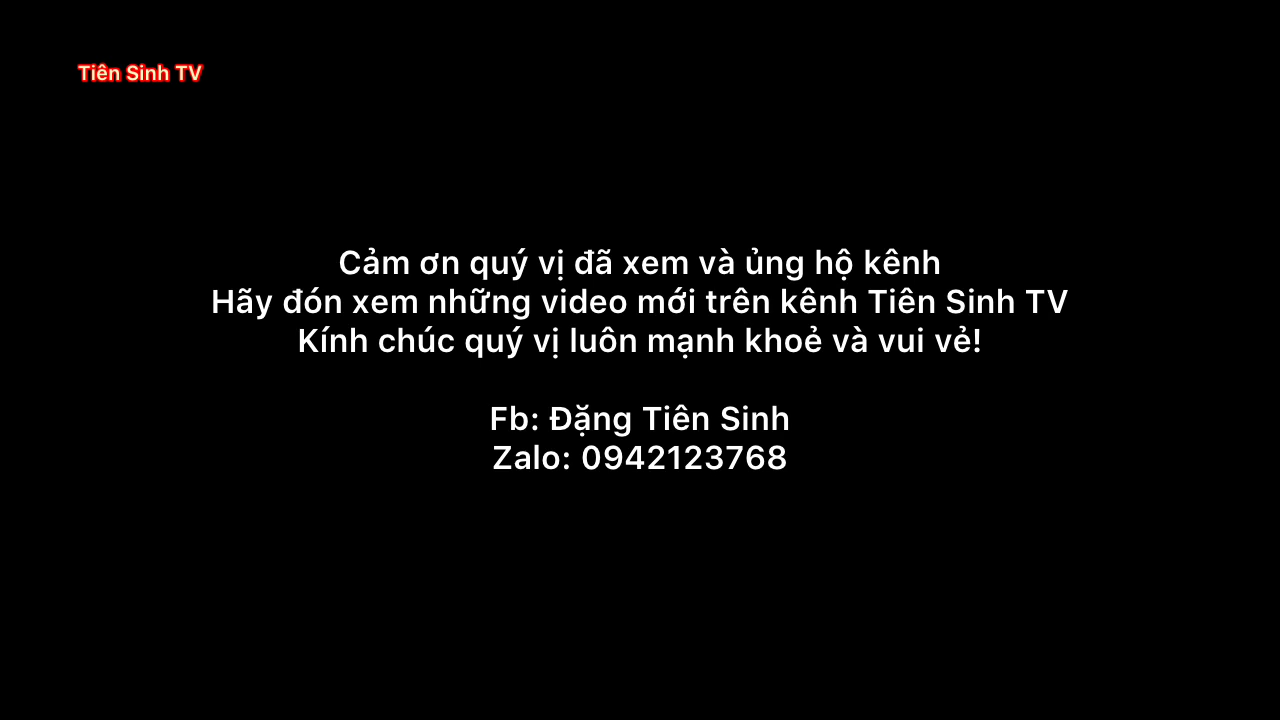 Tiên Sinh TV
Cảm ơn quý vị đã xem và ủng hộ kênh
Hãy đón xem những video mới trên kênh Tiên Sinh TV
Kính chúc quý vị luôn mạnh khoẻ và vui vẻ!
Fb: Đặng Tiên Sinh
Zalo: 0942123768